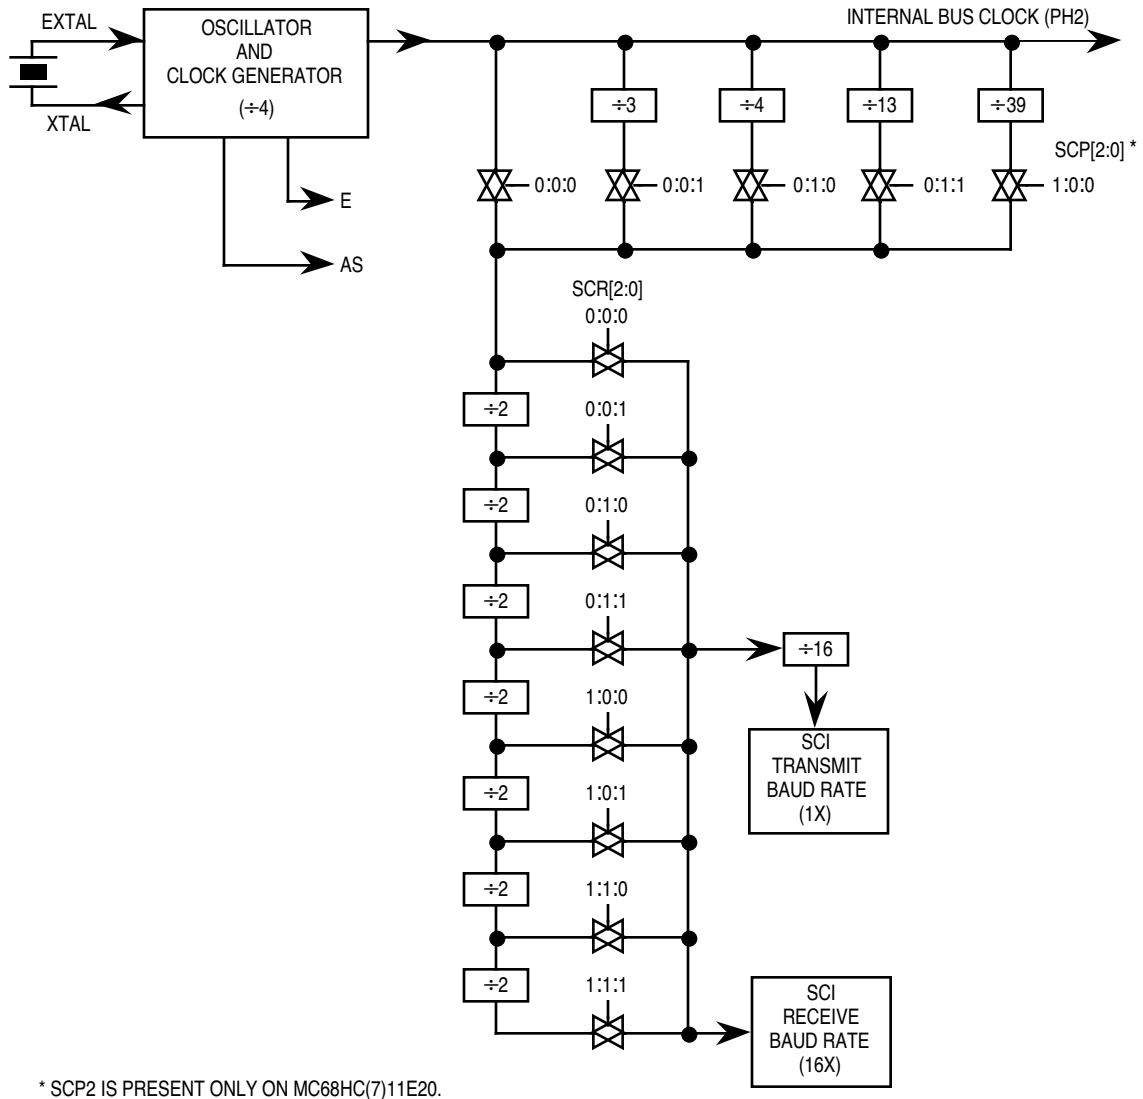 EXTAL
XTAL
OSCILLATOR
AND
CLOCK GENERATOR
(÷4)
INTERNAL BUS CLOCK (PH2)
÷3
÷4
÷13
÷39
SCP[2:0] *
0:0:0
0:0:1
0:1:0
0:1:1
1:0:0
E
AS
SCR[2:0]
0:0:0
÷2
0:0:1
÷2
0:1:0
÷2
0:1:1
÷16
÷2
1:0:0
SCI
TRANSMIT
BAUD RATE
(1X)
÷2
1:0:1
÷2
1:1:0
÷2
1:1:1
SCI
RECEIVE
BAUD RATE
(16X)
* SCP2 IS PRESENT ONLY ON MC68HC(7)11E20.